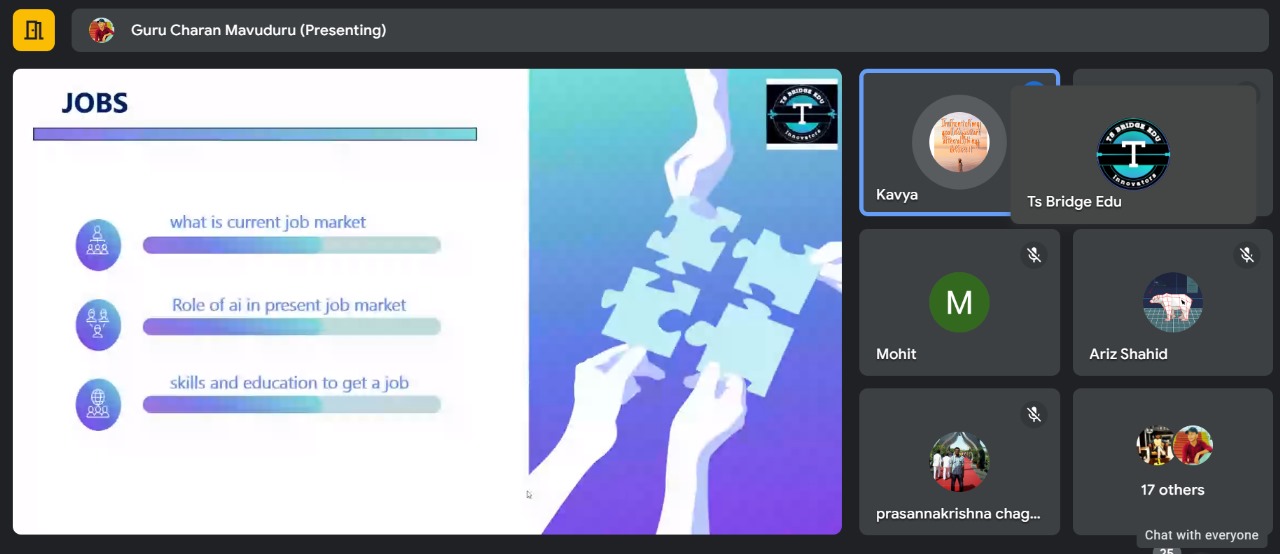 Guru Charan Mavuduru (Presenting)
JOBS
TS BRIDGE EDU
T
Innovators
what is current job market
Role of ai in present job market
skills and education to get a job
Kavya
TS BRIDGE EDU
T
Innovators
Ts Bridge Edu
M
Mohit
Ariz Shahid
prasannakrishna chag...
17 others
Chat with everyone
25